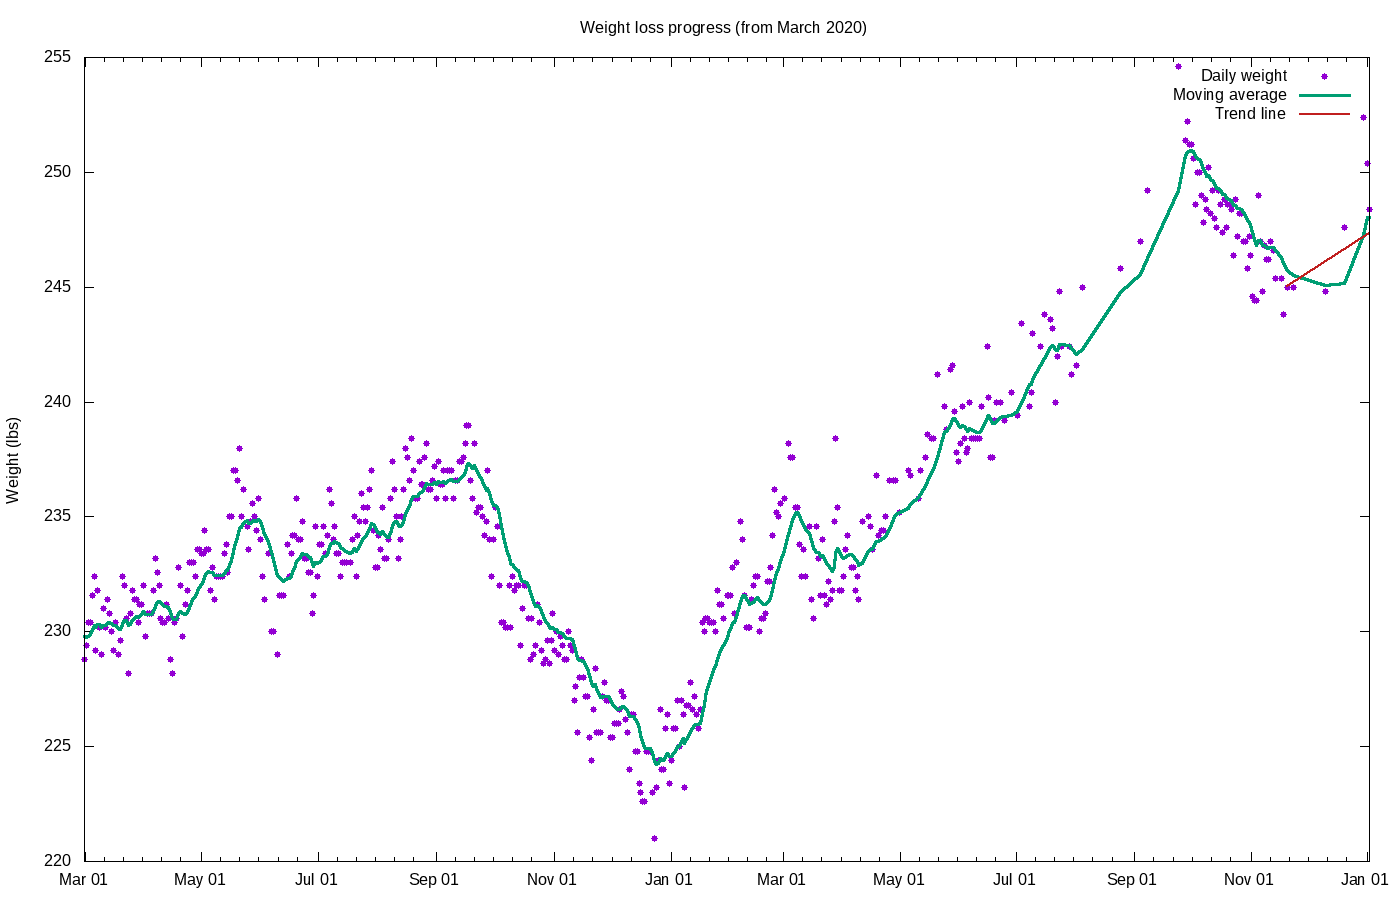 Weight loss progress (from March 2020)
255
250
245
240
235
230
225
220
Weight (lbs)
Daily weight
Moving average
Trend line
Mar 01 May 01 Jul 01 Sep 01 Nov 01 Jan 01 Mar 01 May 01 Jul 01 Sep 01 Nov 01 Jan 01